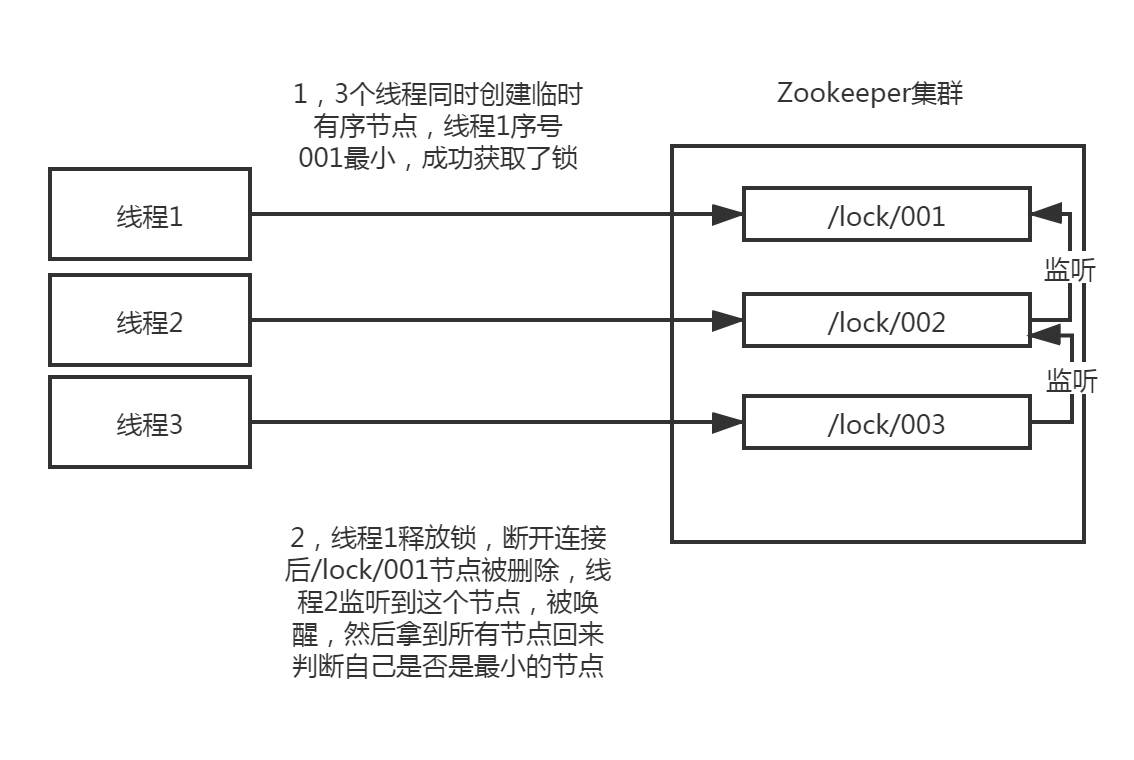 1，3个线程同时创建临时
有序节点，线程1序号
001最小，成功获取了锁
Zookeeper集群
线程1
/lock/001
监听
线程2
/lock/002
监听
线程3
/lock/003
2，线程1释放锁，断开连接
后/lock/001节点被删除，线
程2监听到这个节点，被唤
醒，然后拿到所有节点回来
判断自己是否是最小的节点